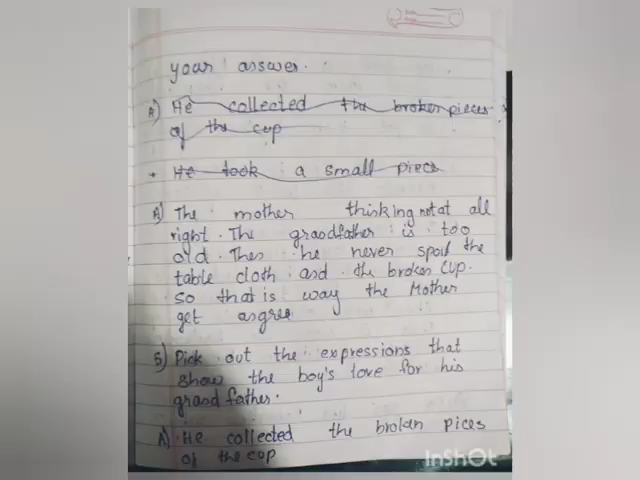 your answer.
A) He collected the broken pieces
of the cup
He took a small piece
A) The mother thinking not at all
right. The grandfather is too
old. Then he never spoil the
table cloth and the broken cup.
So that is way the Mother
get angree
5) Pick out the expressions that
show the boy's love for his
grandfather.
A) He collected the brolan pices
of the cup
InShOt